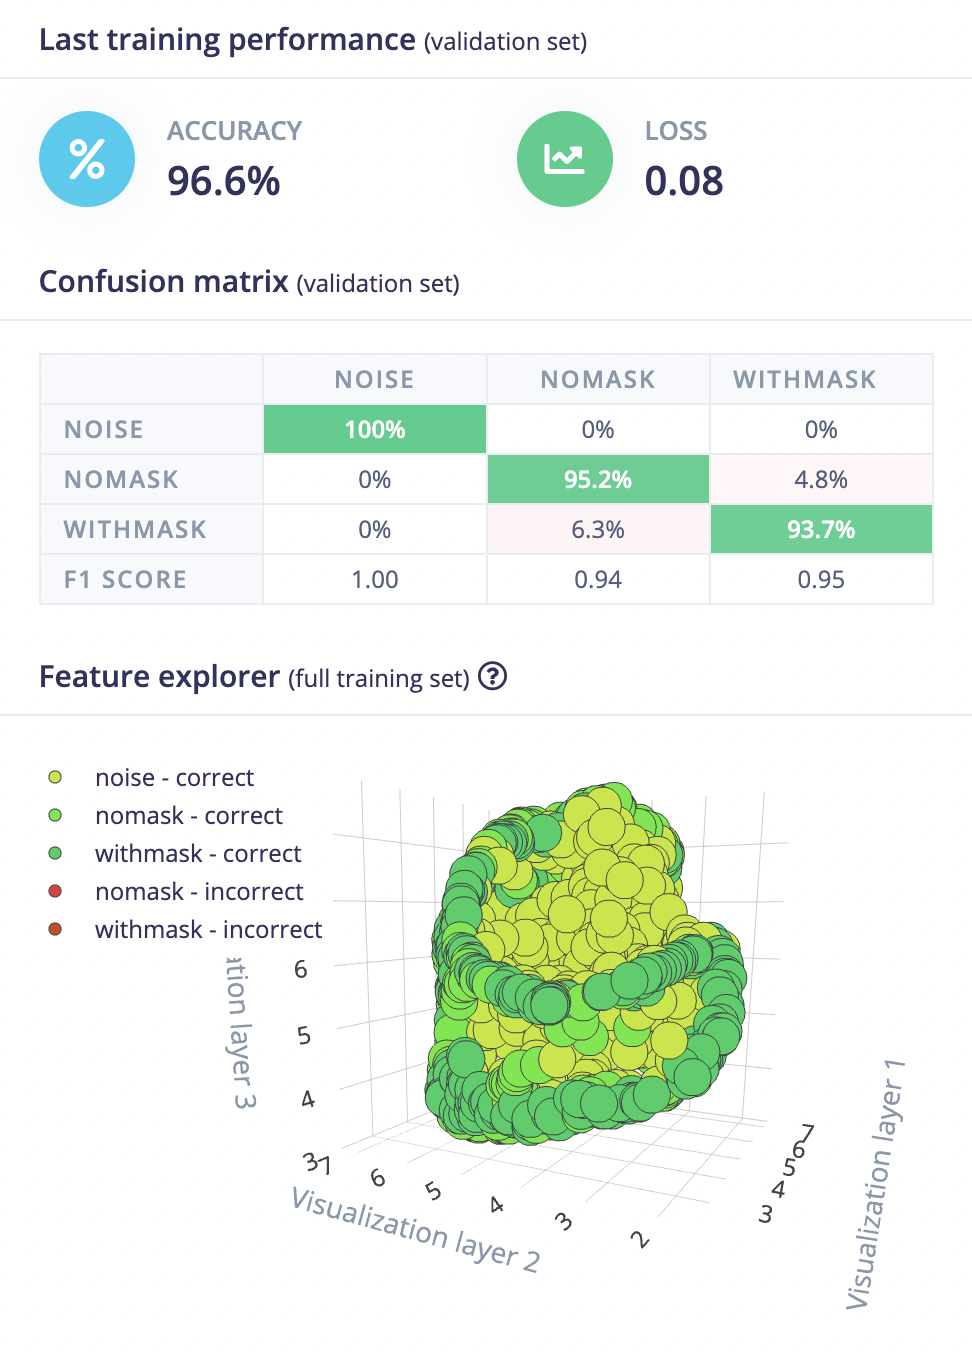 Last training performance (validation set)
%
ACCURACY
96.6%
LOSS
0.08
Confusion matrix (validation set)
NOISE NOMASK WITHMASK
NOISE 100% 0% 0%
NOMASK 0% 95.2% 4.8%
WITHMASK 0% 6.3% 93.7%
F1 SCORE 1.00 0.94 0.95
Feature explorer (full training set) ?
noise - correct
nomask - correct
withmask - correct
nomask - incorrect
withmask - incorrect
6
5
4
3
ation layer 3
7
6
5
4
3
2
Visualization layer 2
7
6
5
4
3
Visualization layer 1